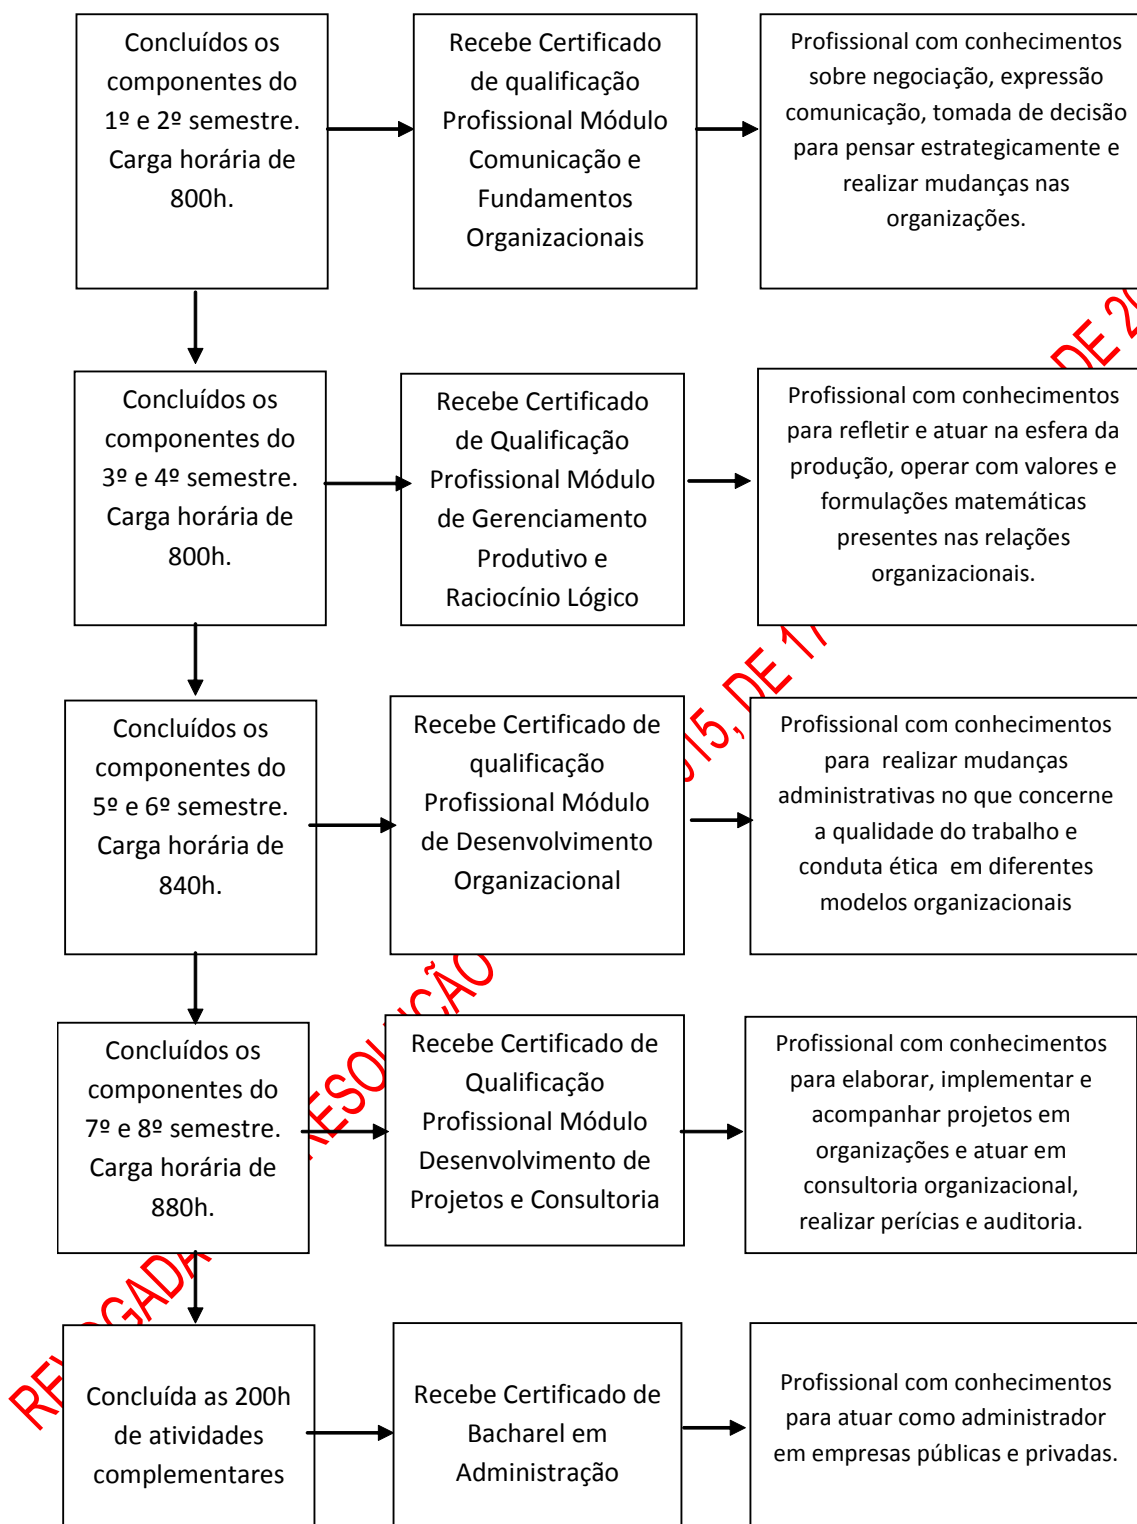 Concluídos os
componentes do
1º e 2º semestre.
Carga horária de
800h.
Recebe Certificado
de qualificação
Profissional Módulo
Comunicação e
Fundamentos
Organizacionais
Profissional com conhecimentos
sobre negociação, expressão
comunicação, tomada de decisão
para pensar estrategicamente e
realizar mudanças nas
organizações.
Concluídos os
componentes do
3º e 4º semestre.
Carga horária de
800h.
Recebe Certificado
de Qualificação
Profissional Módulo
de Gerenciamento
Produtivo e
Raciocínio Lógico
Profissional com conhecimentos
para refletir e atuar na esfera da
produção, operar com valores e
formulações matemáticas
presentes nas relações
organizacionais.
Concluídos os
componentes do
5º e 6º semestre.
Carga horária de
840h.
Recebe Certificado de
qualificação
Profissional Módulo
de Desenvolvimento
Organizacional
Profissional com conhecimentos
para  realizar mudanças
administrativas no que concerne
a qualidade do trabalho e
conduta ética  em diferentes
modelos organizacionais
Concluídos os
componentes do
7º e 8º semestre.
Carga horária de
880h.
Recebe Certificado de
Qualificação
Profissional Módulo
Desenvolvimento de
Projetos e Consultoria
Profissional com conhecimentos
para elaborar, implementar e
acompanhar projetos em
organizações e atuar em
consultoria organizacional,
realizar perícias e auditoria.
Concluída as 200h
de atividades
complementares
Recebe Certificado de
Bacharel em
Administração
Profissional com conhecimentos
para atuar como administrador
em empresas públicas e privadas.
REVOGADA RESOLUÇÃO 015, DE 17 DE